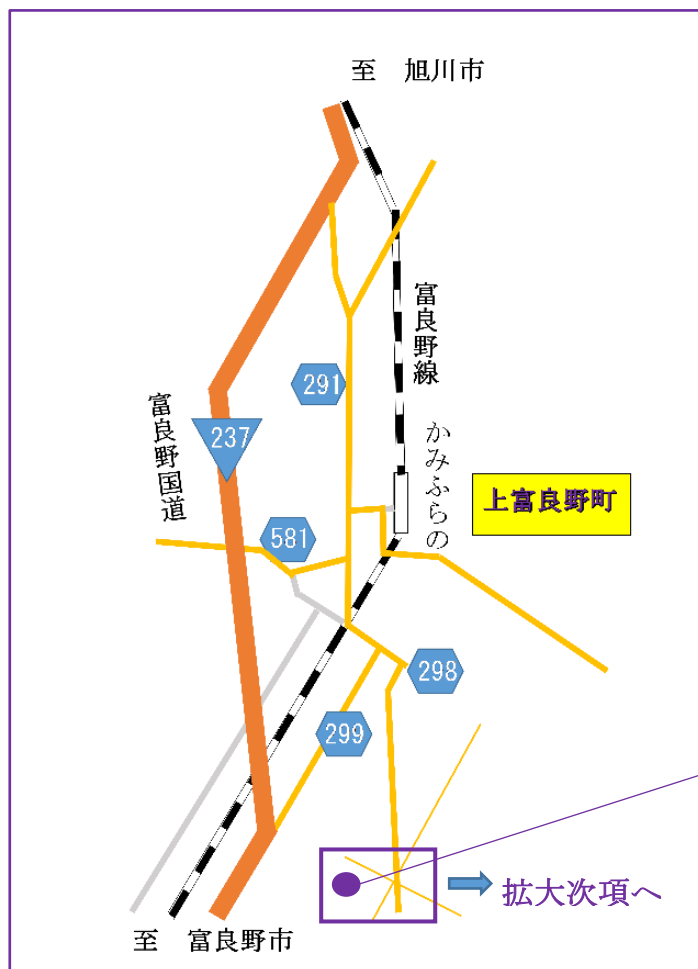 至　旭川市
富良野線
291
237
富良野国道
かみふらの
上富良野町
581
298
299
拡大次項へ
至　富良野市